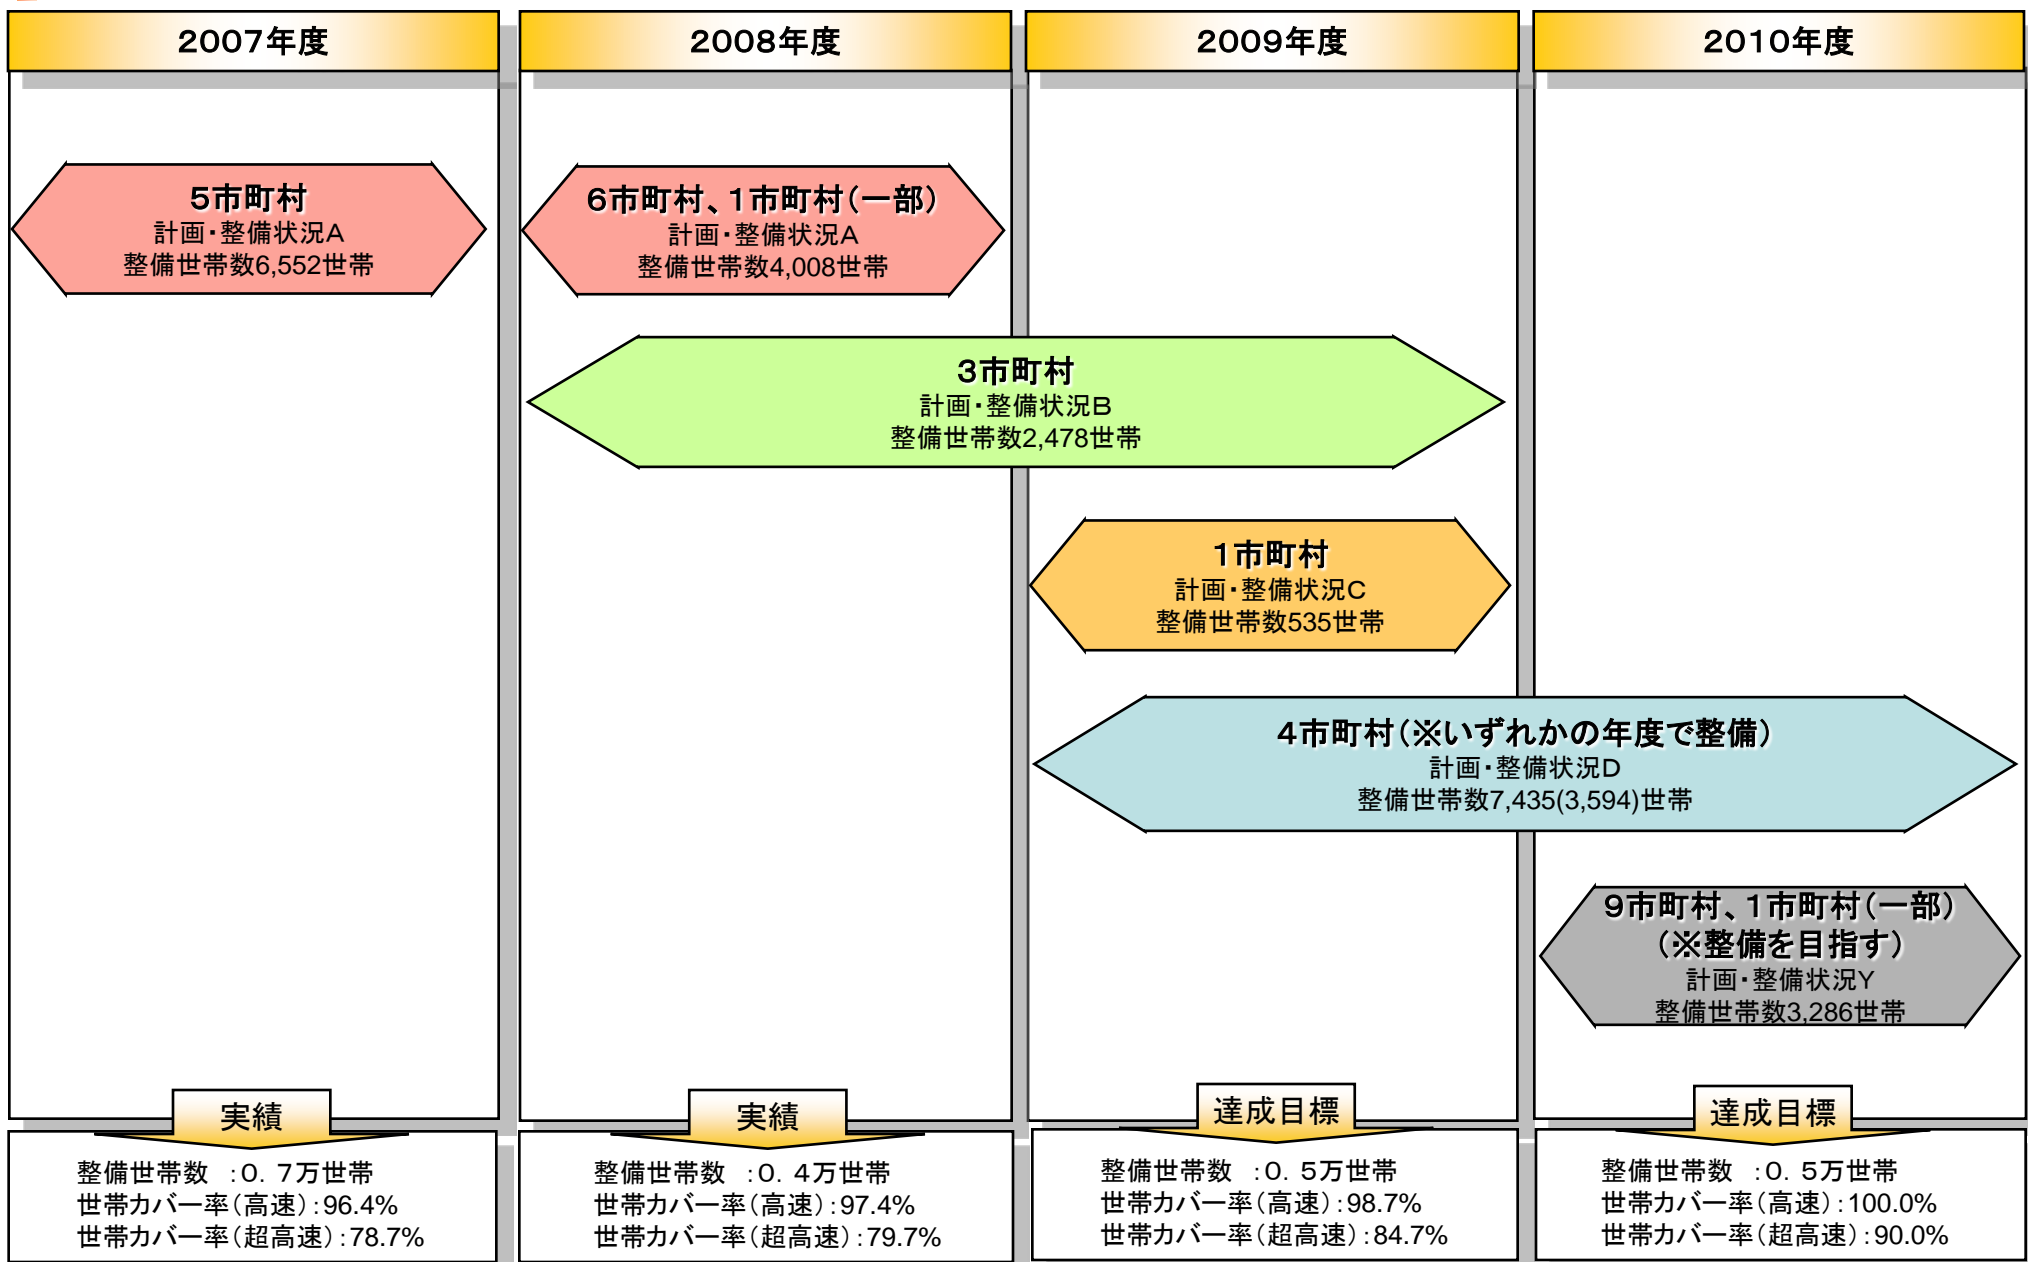 2007年度
2008年度
2009年度
2010年度
5市町村
計画・整備状況A
整備世帯数6,552世帯
6市町村、1市町村(一部)
計画・整備状況A
整備世帯数4,008世帯
3市町村
計画・整備状況B
整備世帯数2,478世帯
1市町村
計画・整備状況C
整備世帯数535世帯
4市町村(※いずれかの年度で整備)
計画・整備状況D
整備世帯数7,435(3,594)世帯
9市町村、1市町村(一部)
(※整備を目指す)
計画・整備状況Y
整備世帯数3,286世帯
実績
整備世帯数 :0.7万世帯
世帯カバー率(高速):96.4%
世帯カバー率(超高速):78.7%
実績
整備世帯数 :0.4万世帯
世帯カバー率(高速):97.4%
世帯カバー率(超高速):79.7%
達成目標
整備世帯数 :0.5万世帯
世帯カバー率(高速):98.7%
世帯カバー率(超高速):84.7%
達成目標
整備世帯数 :0.5万世帯
世帯カバー率(高速):100.0%
世帯カバー率(超高速):90.0%